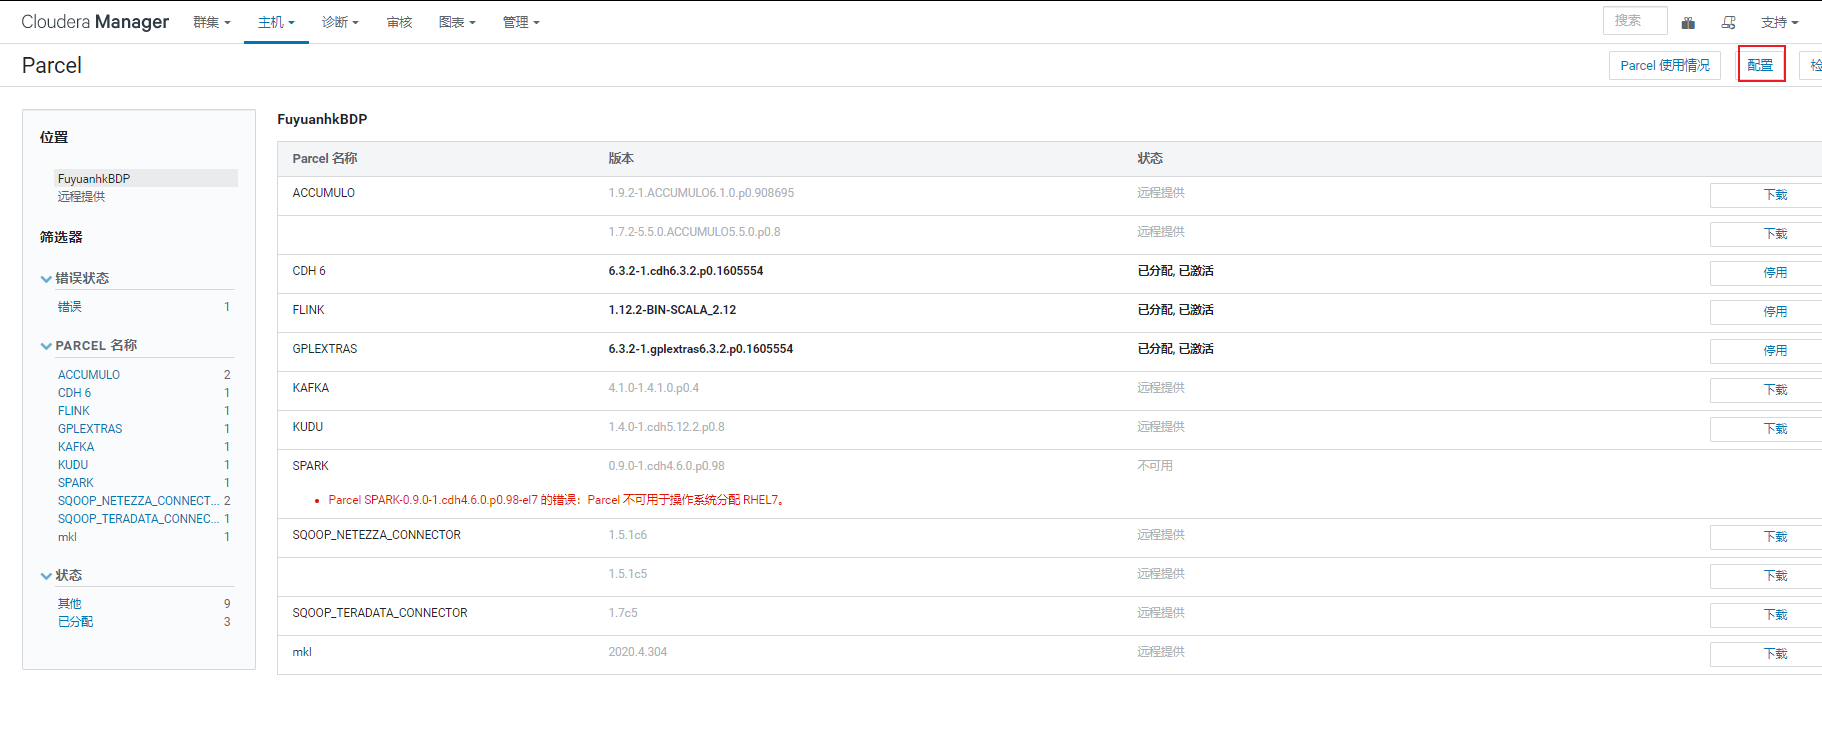 Cloudera Manager 群集 主机 诊断 审核 图表 管理 搜索 支持
Parcel Parcel 使用情况 配置
位置
FuyuanhkBDP
远程提供
筛选器
错误状态
错误 1
PARCEL 名称
ACCUMULO 2
CDH 6 1
FLINK 1
GPLEXTRAS 1
KAFKA 1
KUDU 1
SPARK 1
SQOOP_NETEZZA_CONNECT... 2
SQOOP_TERADATA_CONNEC... 1
mkl 1
状态
其他 9
已分配 3
FuyuanhkBDP
Parcel 名称 版本 状态
ACCUMULO 1.9.2-1.ACCUMULO6.1.0.p0.908695 远程提供 下载
1.7.2-5.5.0.ACCUMULO5.5.0.p0.8 远程提供 下载
CDH 6 6.3.2-1.cdh6.3.2.p0.1605554 已分配, 已激活 停用
FLINK 1.12.2-BIN-SCALA_2.12 已分配, 已激活 停用
GPLEXTRAS 6.3.2-1.gplextras6.3.2.p0.1605554 已分配, 已激活 停用
KAFKA 4.1.0-1.4.1.0.p0.4 远程提供 下载
KUDU 1.4.0-1.cdh5.12.2.p0.8 远程提供 下载
SPARK 0.9.0-1.cdh4.6.0.p0.98 不可用
• Parcel SPARK-0.9.0-1.cdh4.6.0.p0.98-el7 的错误：Parcel 不可用于操作系统分配 RHEL7。
SQOOP_NETEZZA_CONNECTOR 1.5.1c6 远程提供 下载
1.5.1c5 远程提供 下载
SQOOP_TERADATA_CONNECTOR 1.7c5 远程提供 下载
mkl 2020.4.304 远程提供 下载